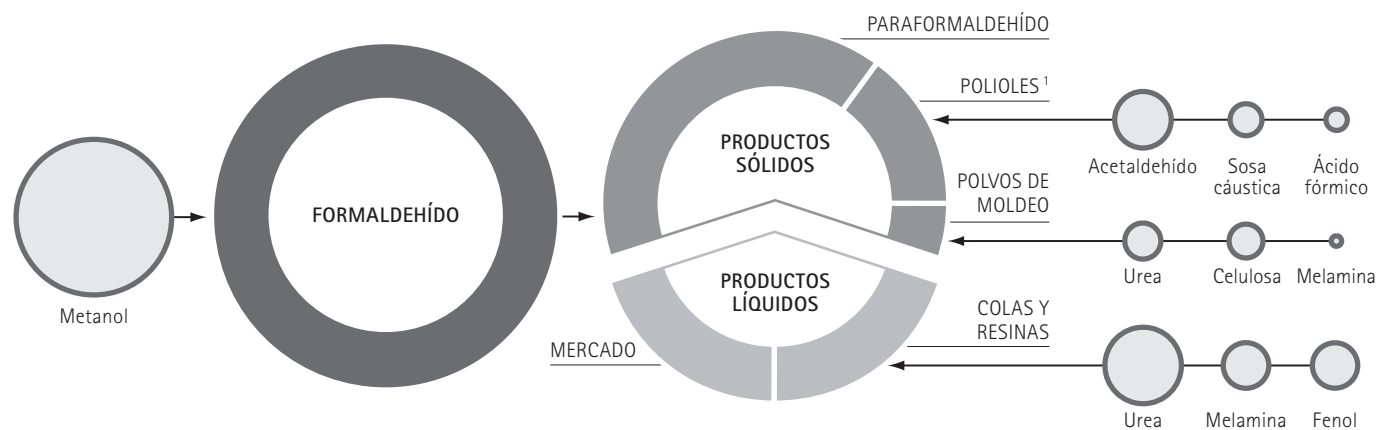 PARAFORMALDEHÍDO
POLIOLES 1
PRODUCTOS
SÓLIDOS
Acetaldehído
Sosa
cáustica
Ácido
fórmico
POLVOS DE
MOLDEO
FORMALDEHÍDO
Metanol
Urea
Celulosa
Melamina
PRODUCTOS
LÍQUIDOS
COLAS Y
RESINAS
MERCADO
Urea
Melamina
Fenol